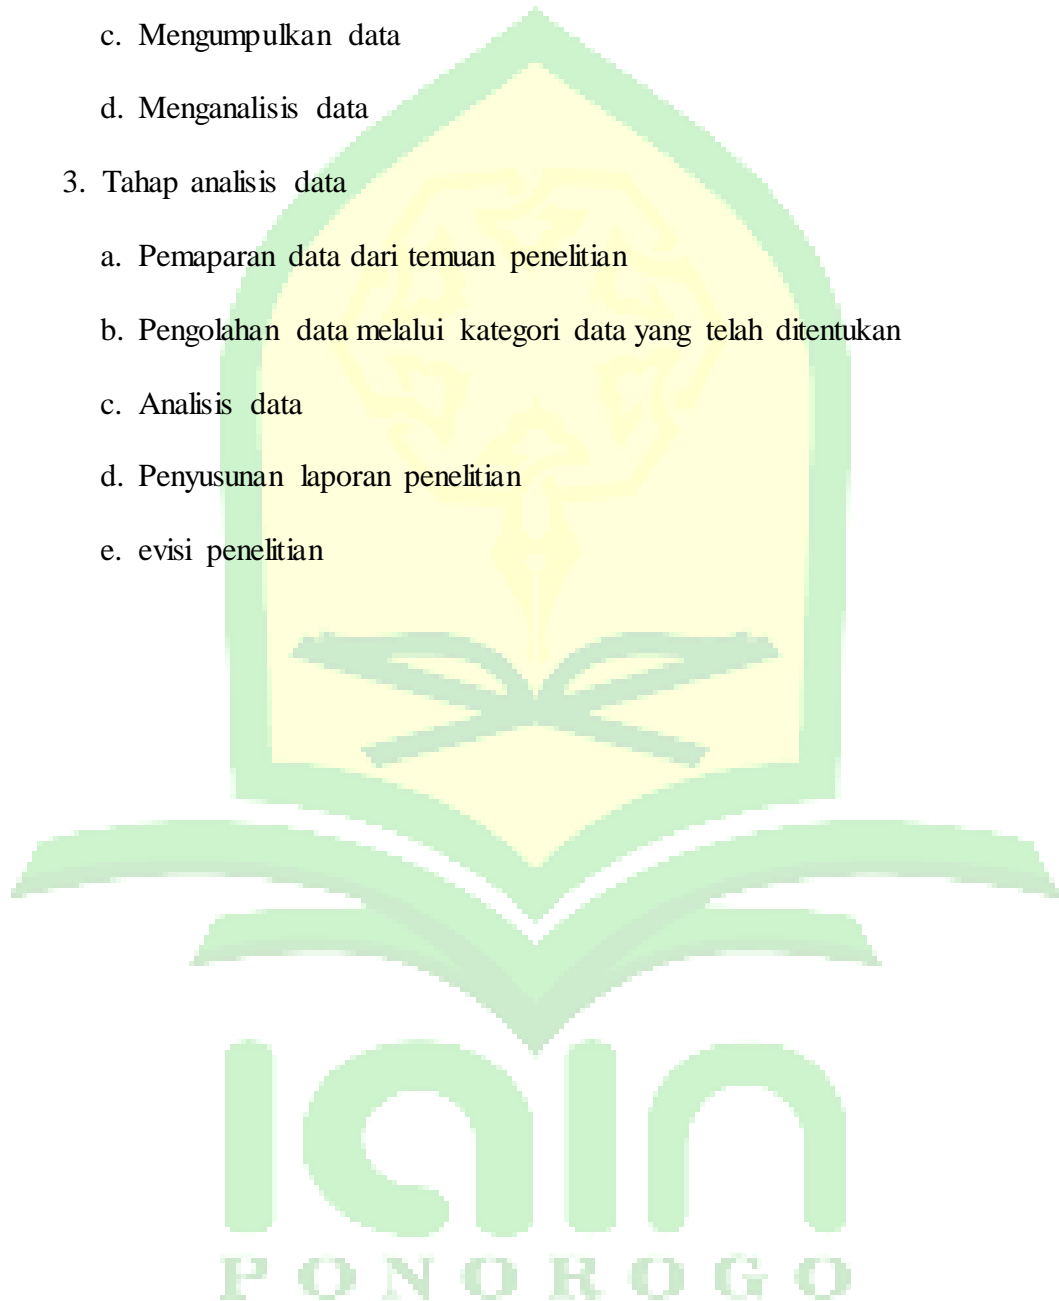 c. Mengumpulkan data
d. Menganalisis data
3. Tahap analisis data
a. Pemaparan data dari temuan penelitian
b. Pengolahan data melalui kategori data yang telah ditentukan
c. Analisis data
d. Penyusunan laporan penelitian
e. evisi penelitian
iain
PONOROGO